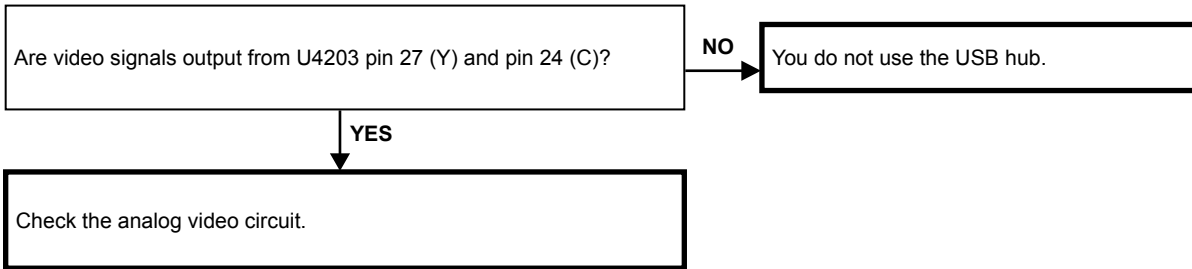 Are video signals output from U4203 pin 27 (Y) and pin 24 (C)?
NO
You do not use the USB hub.
YES
Check the analog video circuit.